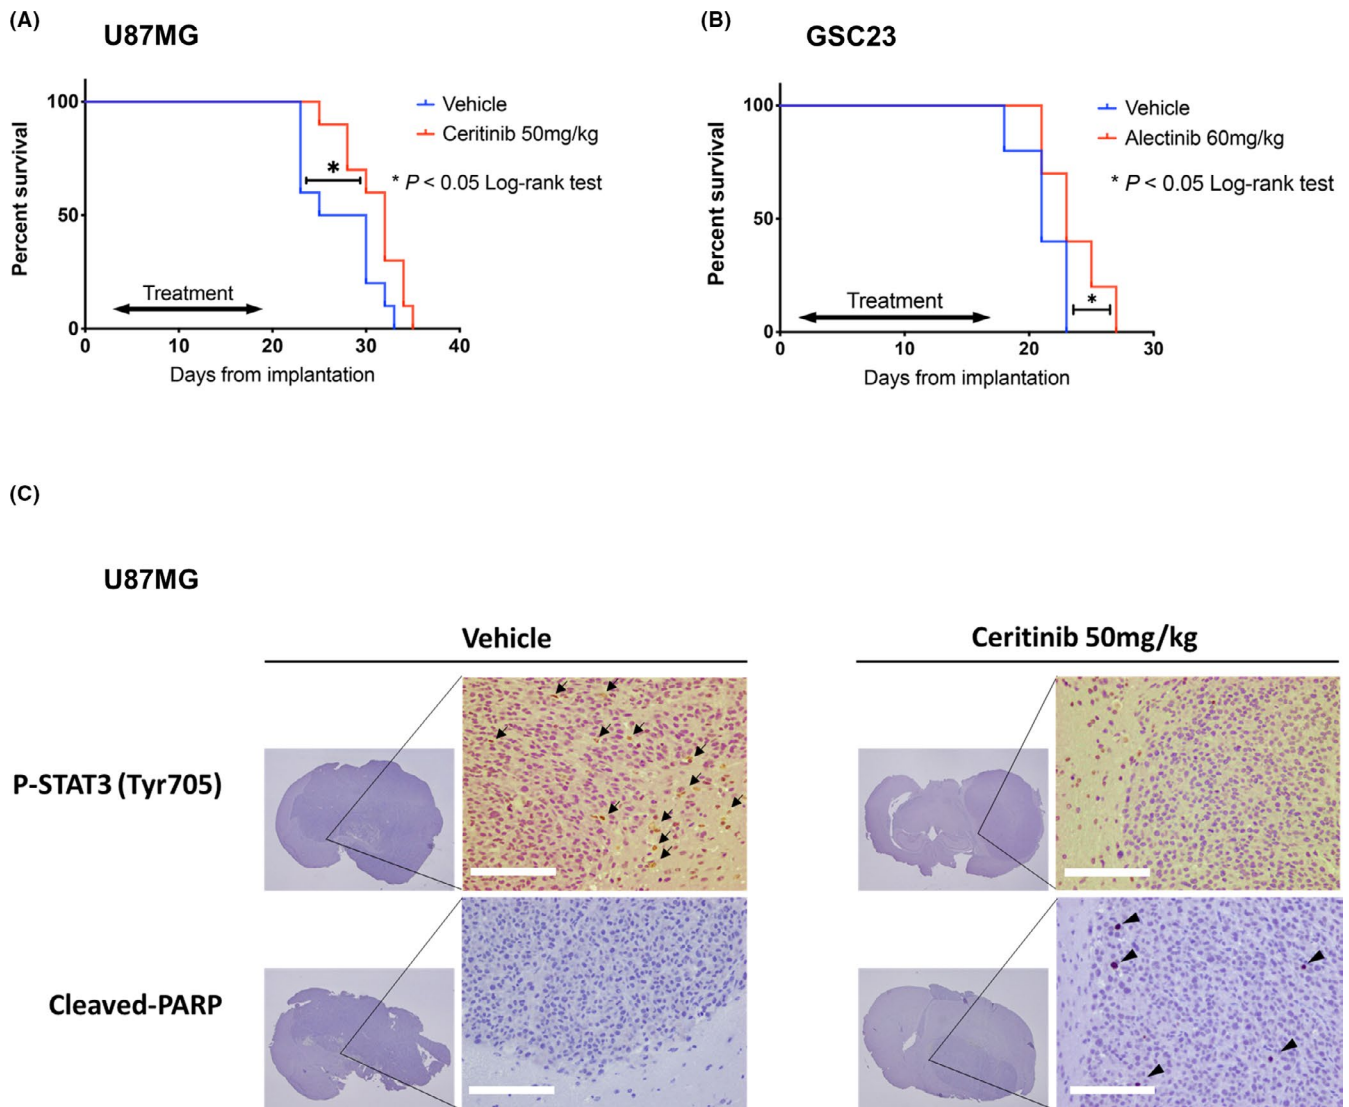 (A)
U87MG
100
50
0
Percent survival
Vehicle
Ceritinib 50mg/kg
*
* P < 0.05 Log-rank test
Treatment
0 10 20 30 40
Days from implantation
(B)
GSC23
100
50
0
Percent survival
Vehicle
Alectinib 60mg/kg
* P < 0.05 Log-rank test
*
Treatment
0 10 20 30
Days from implantation
(C)
U87MG
Vehicle
Ceritinib 50mg/kg
P-STAT3 (Tyr705)
Cleaved-PARP